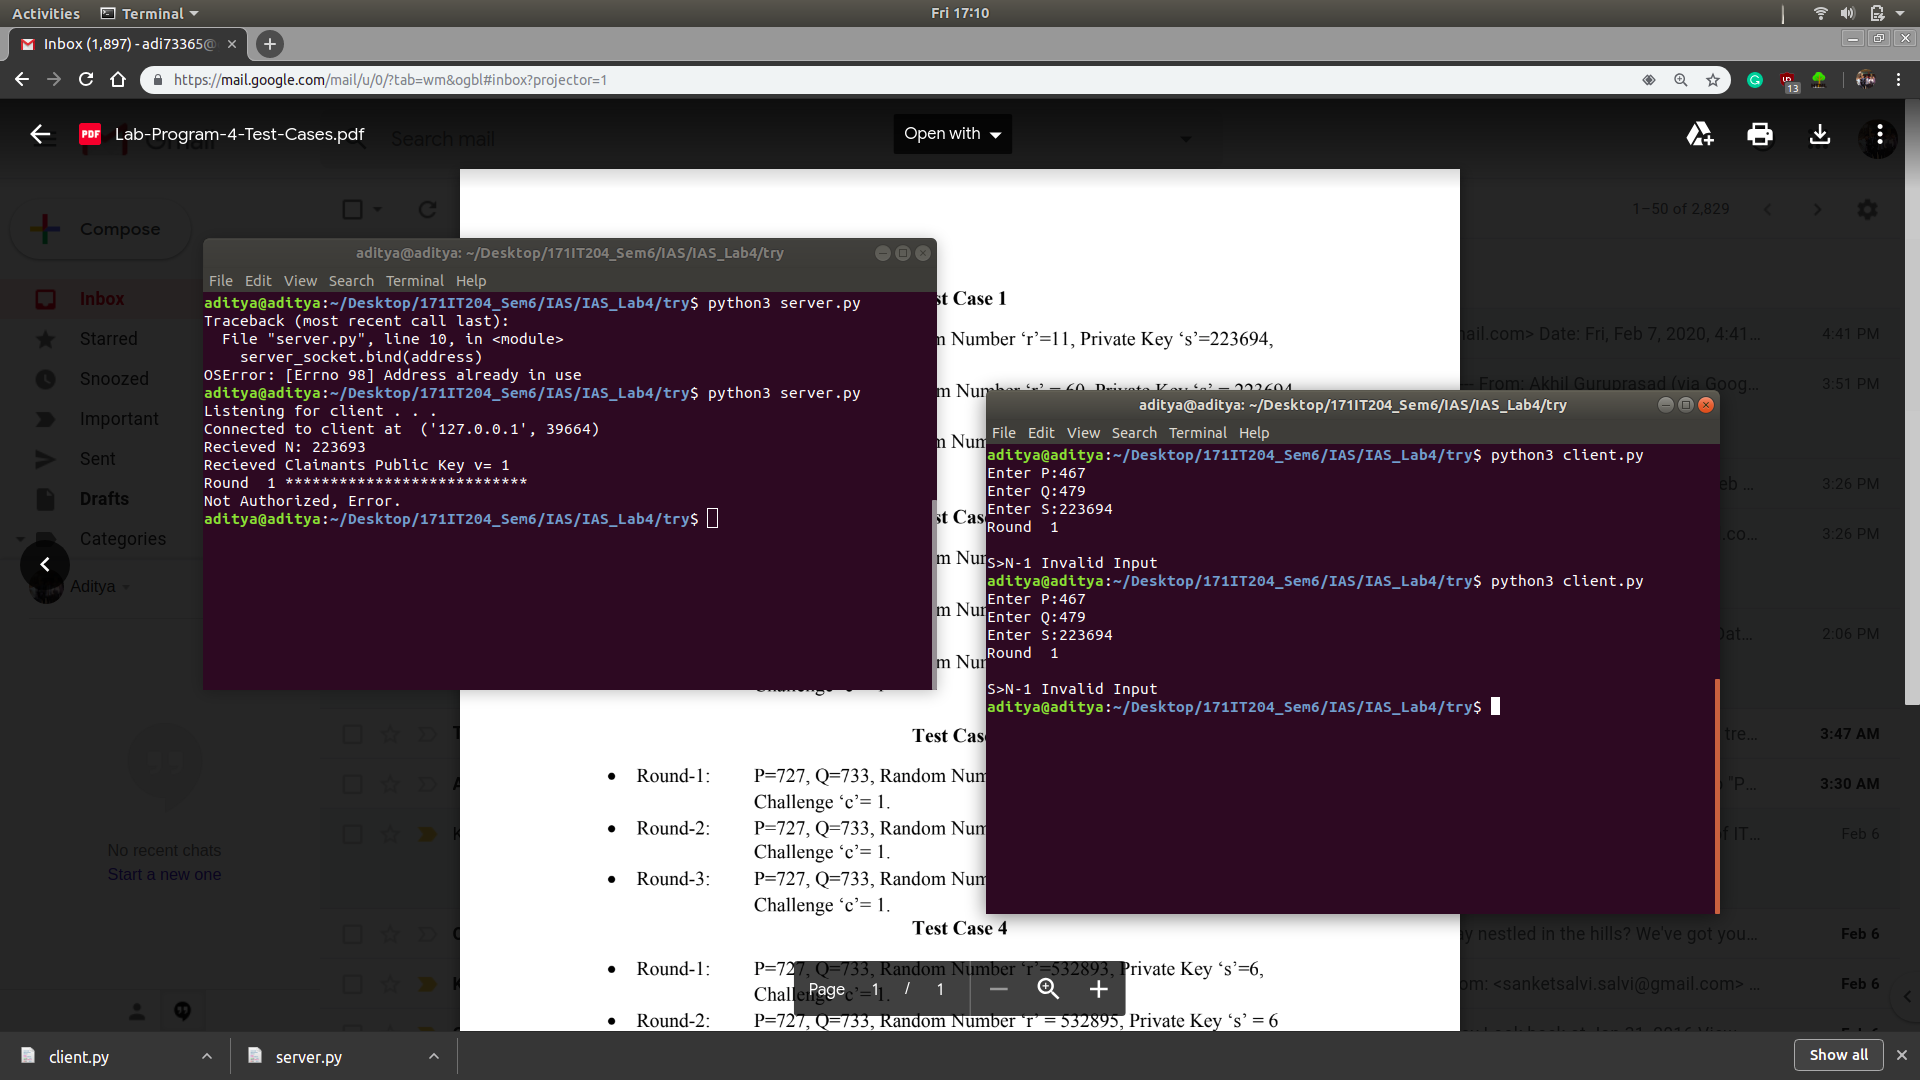 Activities
Terminal
Fri 17:10
Inbox (1,897) - adi73365@
https://mail.google.com/mail/u/0/?tab=wm&ogbl#inbox?projector=1
13
PDF
Lab-Program-4-Test-Cases.pdf
Search mail
Open with
Compose
1–50 of 2,829
Inbox
Starred
Snoozed
Important
Sent
Drafts
Categories
Aditya
No recent chats
Start a new one
aditya@aditya: ~/Desktop/171IT204_Sem6/IAS/IAS_Lab4/try
File Edit View Search Terminal Help
aditya@aditya:~/Desktop/171IT204_Sem6/IAS/IAS_Lab4/try$ python3 server.py
Traceback (most recent call last):
File "server.py", line 10, in <module>
server_socket.bind(address)
OSError: [Errno 98] Address already in use
aditya@aditya:~/Desktop/171IT204_Sem6/IAS/IAS_Lab4/try$ python3 server.py
Listening for client . . .
Connected to client at ('127.0.0.1', 39664)
Recieved N: 223693
Recieved Claimants Public Key v= 1
Round 1 ***************************
Not Authorized, Error.
aditya@aditya:~/Desktop/171IT204_Sem6/IAS/IAS_Lab4/try$
st Case 1
m Number ‘r’=11, Private Key ‘s’=223694,
m Number ‘r’ = 60, Private Key ‘s’ = 223694
m Num
st Cas
m Num
m Num
m Num
aditya@aditya: ~/Desktop/171IT204_Sem6/IAS/IAS_Lab4/try
File Edit View Search Terminal Help
aditya@aditya:~/Desktop/171IT204_Sem6/IAS/IAS_Lab4/try$ python3 client.py
Enter P:467
Enter Q:479
Enter S:223694
Round 1
S>N-1 Invalid Input
aditya@aditya:~/Desktop/171IT204_Sem6/IAS/IAS_Lab4/try$ python3 client.py
Enter P:467
Enter Q:479
Enter S:223694
Round 1
S>N-1 Invalid Input
aditya@aditya:~/Desktop/171IT204_Sem6/IAS/IAS_Lab4/try$
Test Cas
• Round-1: P=727, Q=733, Random Num
Challenge ‘c’= 1.
• Round-2: P=727, Q=733, Random Num
Challenge ‘c’= 1.
• Round-3: P=727, Q=733, Random Num
Challenge ‘c’= 1.
Test Case 4
• Round-1: P=727, Q=733, Random Number ‘r’=532893, Private Key ‘s’=6,
Challenge ‘c’= 1.
• Round-2: P=727, Q=733, Random Number ‘r’ = 532895, Private Key ‘s’ = 6
Page 1 / 1
mail.com> Date: Fri, Feb 7, 2020, 4:41... 4:41 PM
From: Akhil Guruprasad (via Goog... 3:51 PM
3:26 PM
3:26 PM
2:06 PM
3:47 AM
3:30 AM
Feb 6
y nestled in the hills? We've got you... Feb 6
om: <sanketsalvi.salvi@gmail.com> ... Feb 6
client.py
server.py
Show all